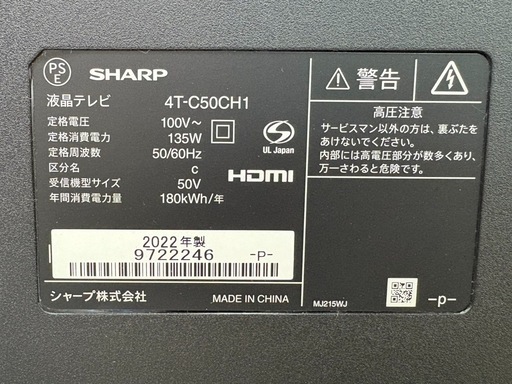 PS
E
SHARP
液晶テレビ 4T-C50CH1
定格電圧 100V～
定格消費電力 135W
定格周波数 50/60Hz
区分名 c
受信機型サイズ 50V
年間消費電力量 180kWh/年
UL Japan
HDMI
2022年製
9722246 -P-
シャープ株式会社 MADE IN CHINA
警告
高圧注意
サービスマン以外の方は、裏ぶたを
あけないでください。
内部には高電圧部分が数多くあり、
万一さわると危険です。
MJ215WJ
-p-